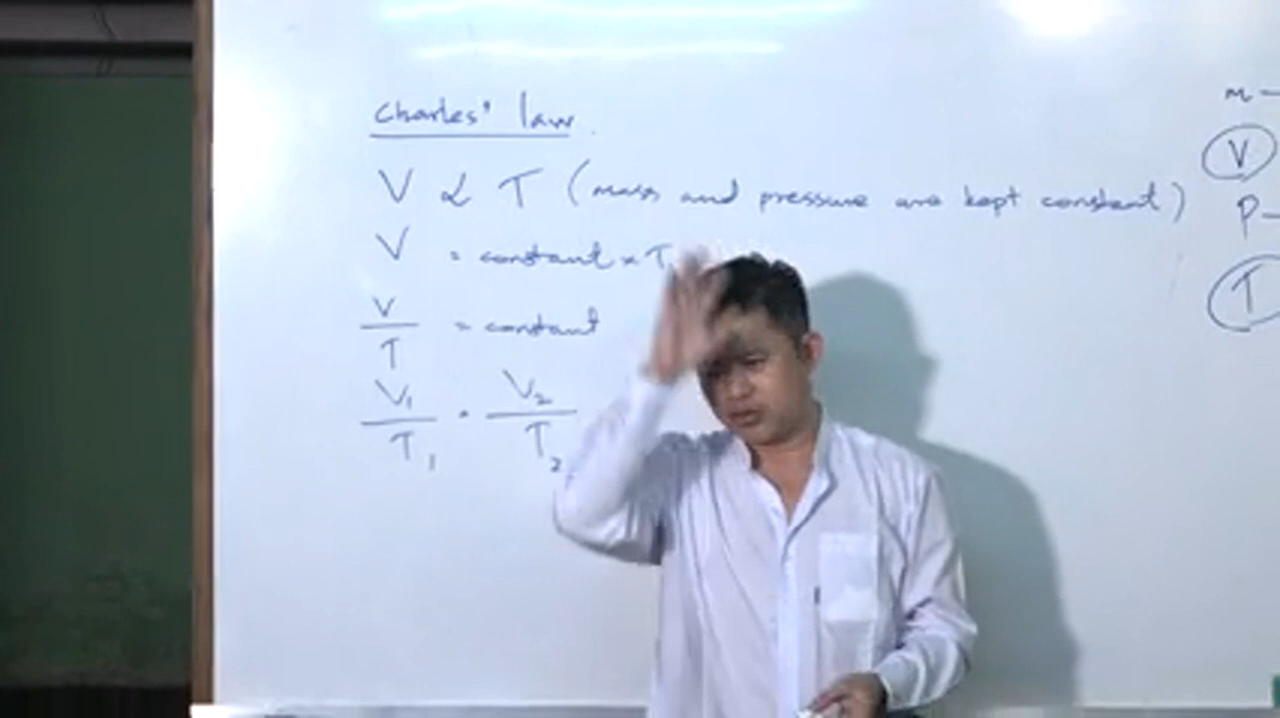 Charles' law
V ∝ T (mass and pressure are kept constant)
V = constant × T
V/T = constant
V₁/T₁ = V₂/T₂
m –
V
P –
T